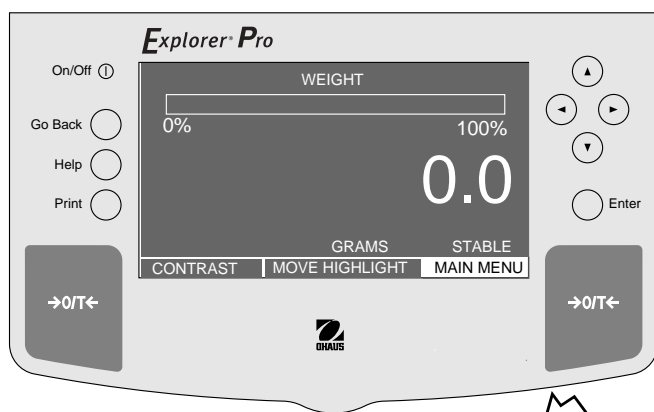 Explorer® Pro
On/Off
Go Back
Help
Print
WEIGHT
0% 100%
0.0
GRAMS STABLE
CONTRAST MOVE HIGHLIGHT MAIN MENU
Enter
→0/T← →0/T←
OHAUS